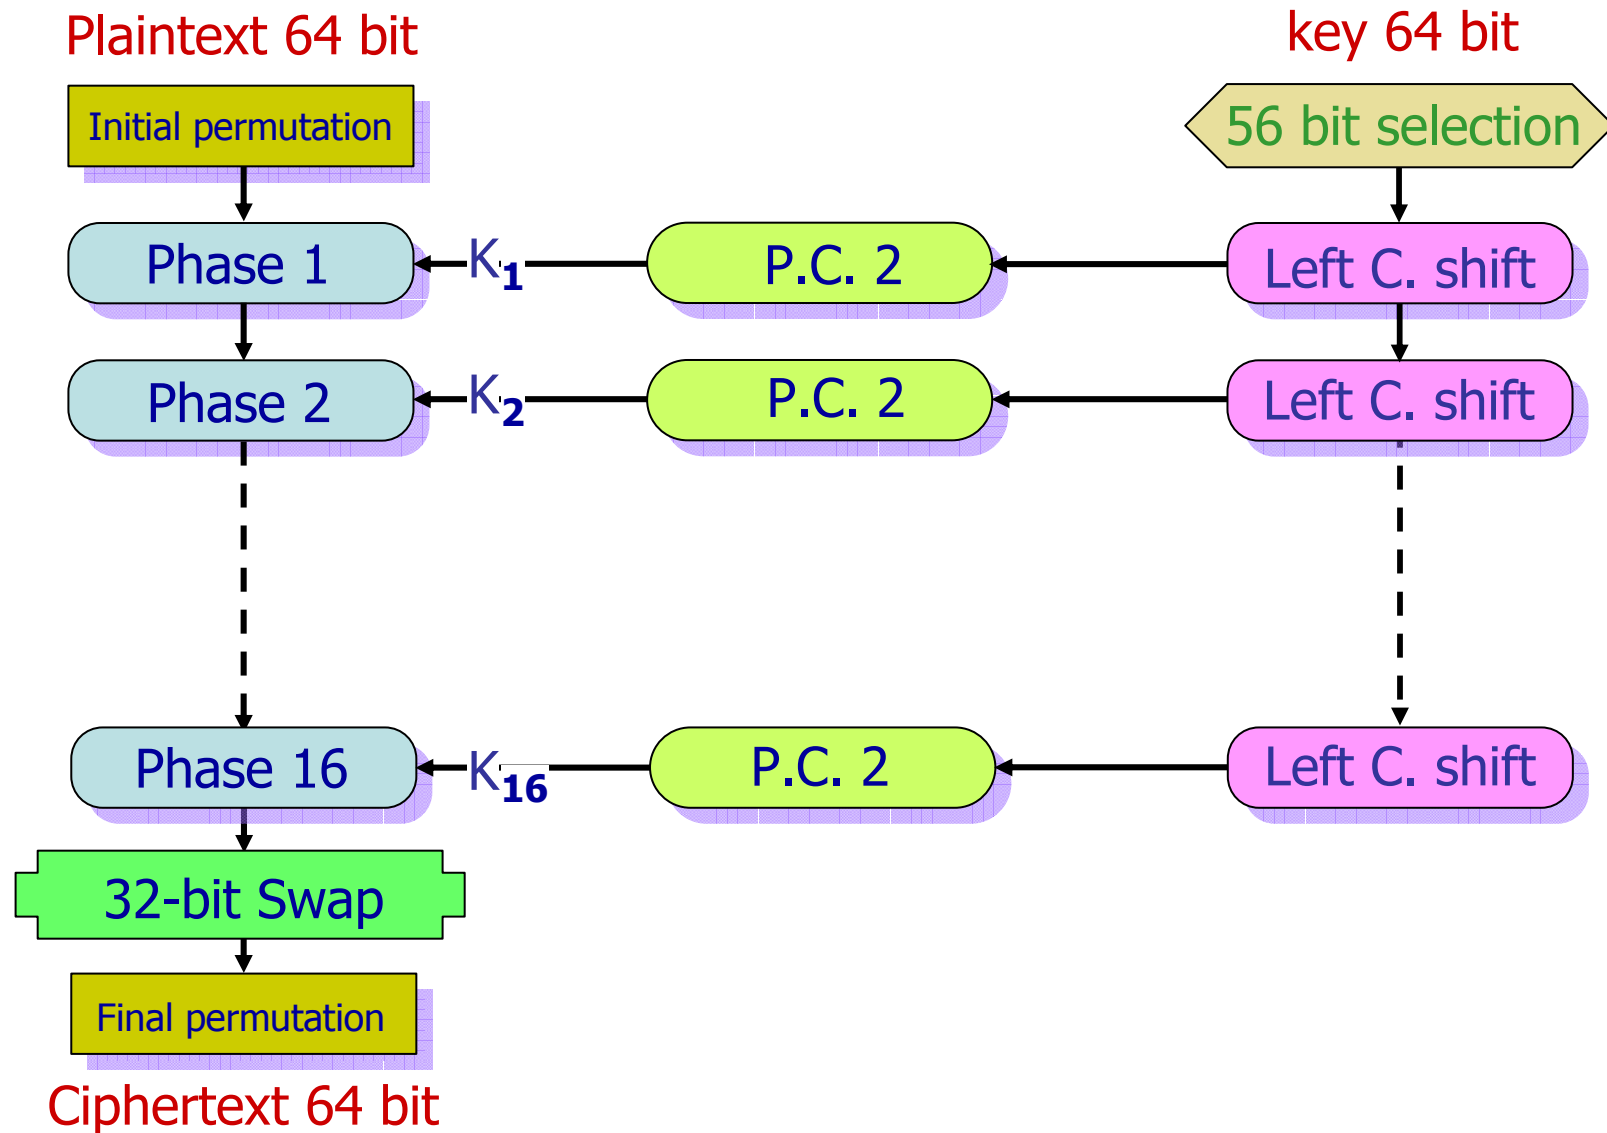 Plaintext 64 bit
key 64 bit
Initial permutation
56 bit selection
Phase 1
K1
P.C. 2
Left C. shift
Phase 2
K2
P.C. 2
Left C. shift
Phase 16
K16
P.C. 2
Left C. shift
32-bit Swap
Final permutation
Ciphertext 64 bit